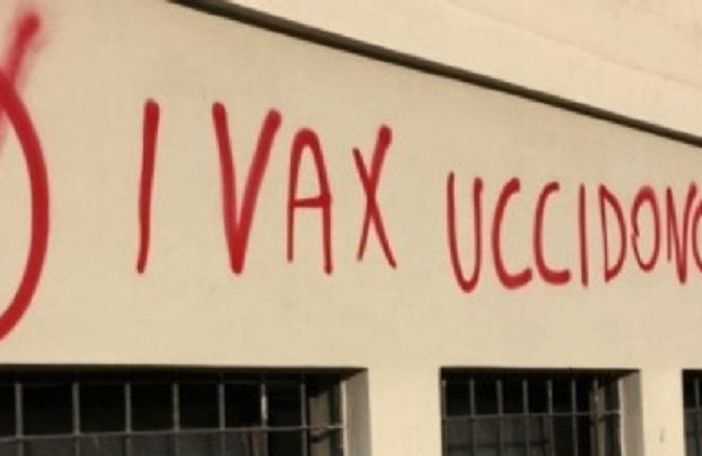 I VAX UCCIDONO